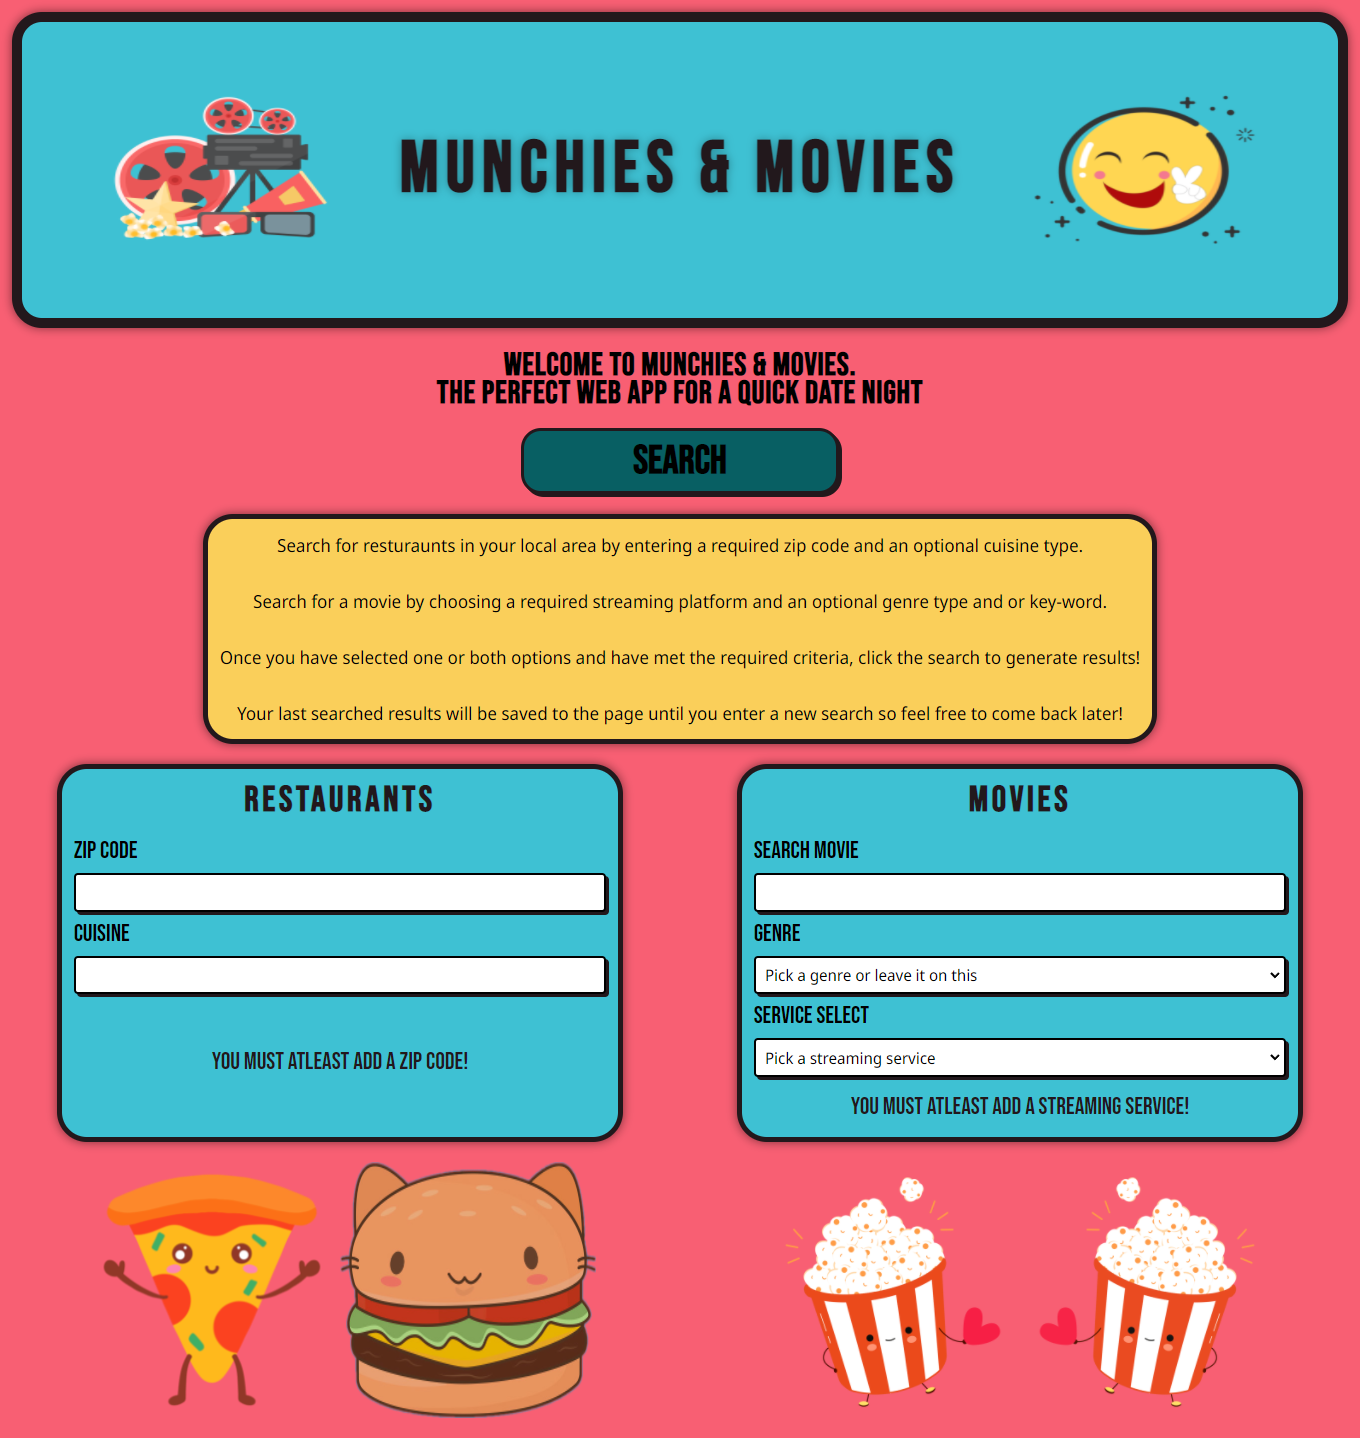 MUNCHIES & MOVIES
WELCOME TO MUNCHIES & MOVIES.
THE PERFECT WEB APP FOR A QUICK DATE NIGHT
SEARCH
Search for resturaunts in your local area by entering a required zip code and an optional cuisine type.
Search for a movie by choosing a required streaming platform and an optional genre type and or key-word.
Once you have selected one or both options and have met the required criteria, click the search to generate results!
Your last searched results will be saved to the page until you enter a new search so feel free to come back later!
RESTAURANTS
ZIP CODE
CUISINE
YOU MUST ATLEAST ADD A ZIP CODE!
MOVIES
SEARCH MOVIE
GENRE
Pick a genre or leave it on this
SERVICE SELECT
Pick a streaming service
YOU MUST ATLEAST ADD A STREAMING SERVICE!